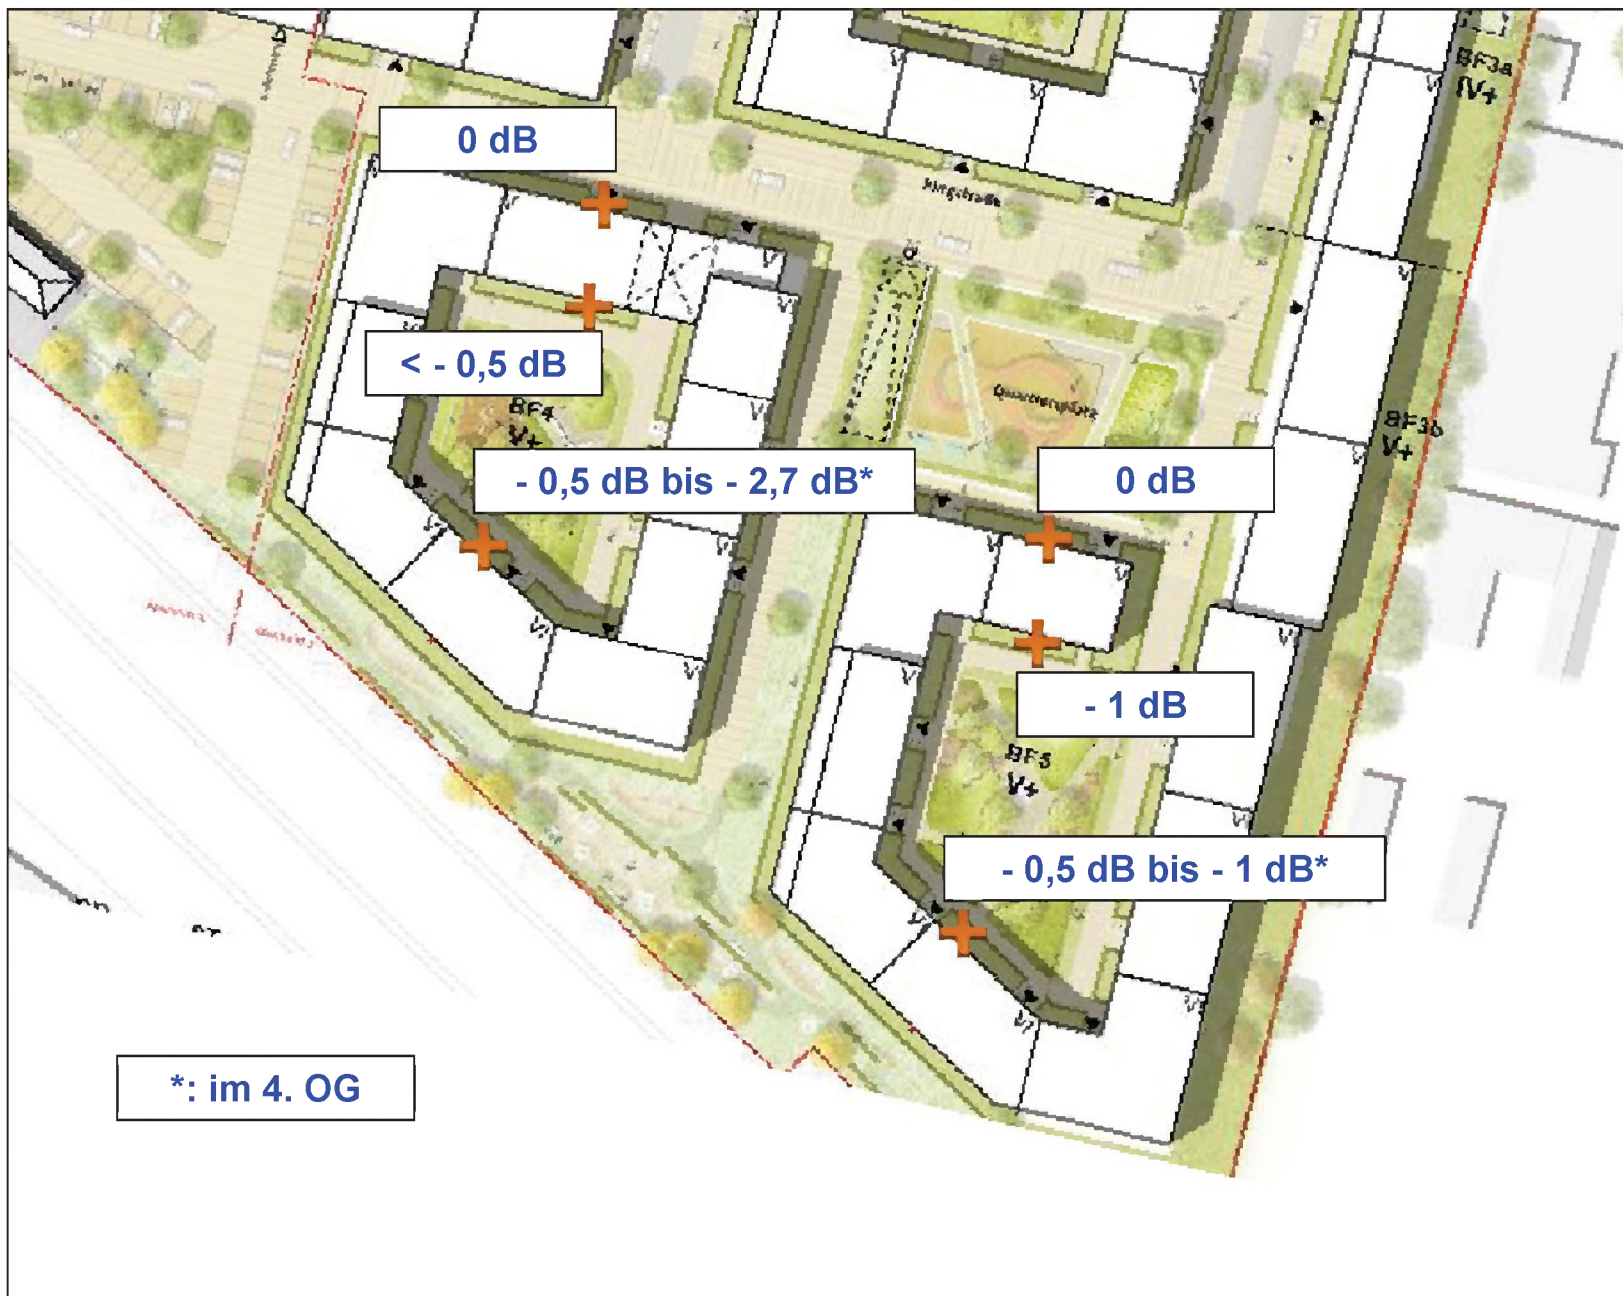 BF3a
IV+
0 dB
< - 0,5 dB
BF4
V+
Quartiersplatz
BF3b
V+
- 0,5 dB bis - 2,7 dB*
0 dB
- 1 dB
BF5
V+
- 0,5 dB bis - 1 dB*
*: im 4. OG